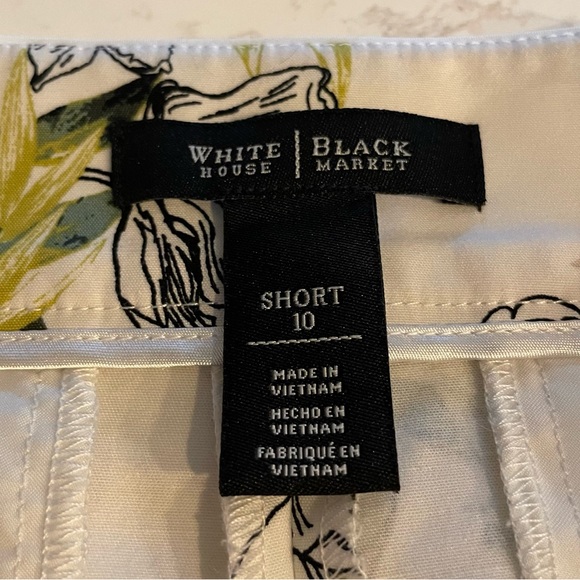 WHITE HOUSE | BLACK MARKET
SHORT
10
MADE IN
VIETNAM
HECHO EN
VIETNAM
FABRIQUÉ EN
VIETNAM